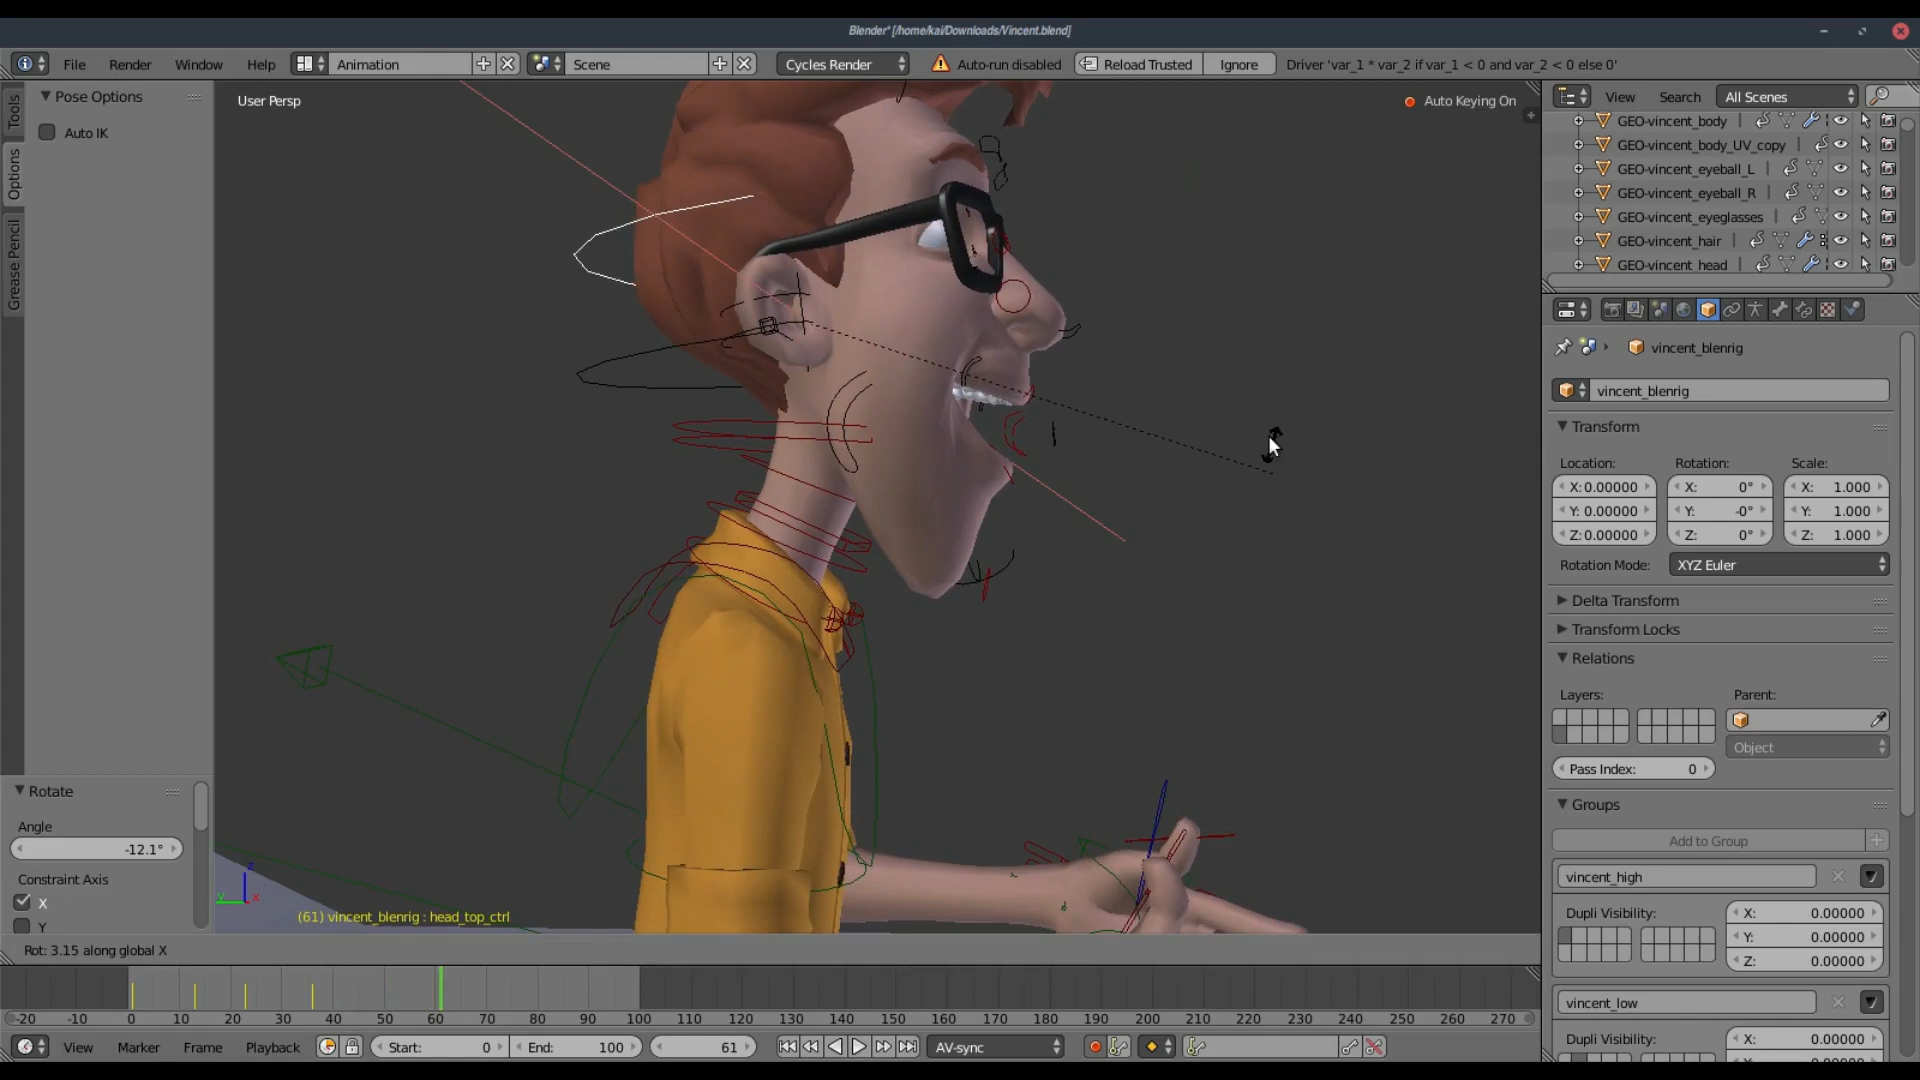 Blender* [/home/kai/Downloads/Vincent.blend]
File Render Window Help Animation Scene Cycles Render Auto-run disabled Reload Trusted Ignore Driver 'var_1 * var_2 if var_1 < 0 and var_2 < 0 else 0'
Tools
Options
Grease Pencil
Pose Options
Auto IK
User Persp
Auto Keying On
View Search All Scenes
GEO-vincent_body
GEO-vincent_body_UV_copy
GEO-vincent_eyeball_L
GEO-vincent_eyeball_R
GEO-vincent_eyeglasses
GEO-vincent_hair
GEO-vincent_head
vincent_blenrig
vincent_blenrig
Transform
Location: Rotation: Scale:
X: 0.00000 X: 0° X: 1.000
Y: 0.00000 Y: -0° Y: 1.000
Z: 0.00000 Z: 0° Z: 1.000
Rotation Mode: XYZ Euler
Delta Transform
Transform Locks
Relations
Layers: Parent:
Object
Pass Index: 0
Groups
Add to Group
vincent_high
Dupli Visibility: X: 0.00000
Y: 0.00000
Z: 0.00000
vincent_low
Dupli Visibility: X: 0.00000
Rotate
Angle
-12.1°
Constraint Axis
X
Y
z
y x
(61) vincent_blenrig : head_top_ctrl
Rot: 3.15 along global X
-20 -10 0 10 20 30 40 50 60 70 80 90 100 110 120 130 140 150 160 170 180 190 200 210 220 230 240 250 260 270
View Marker Frame Playback Start: 0 End: 100 61 AV-sync